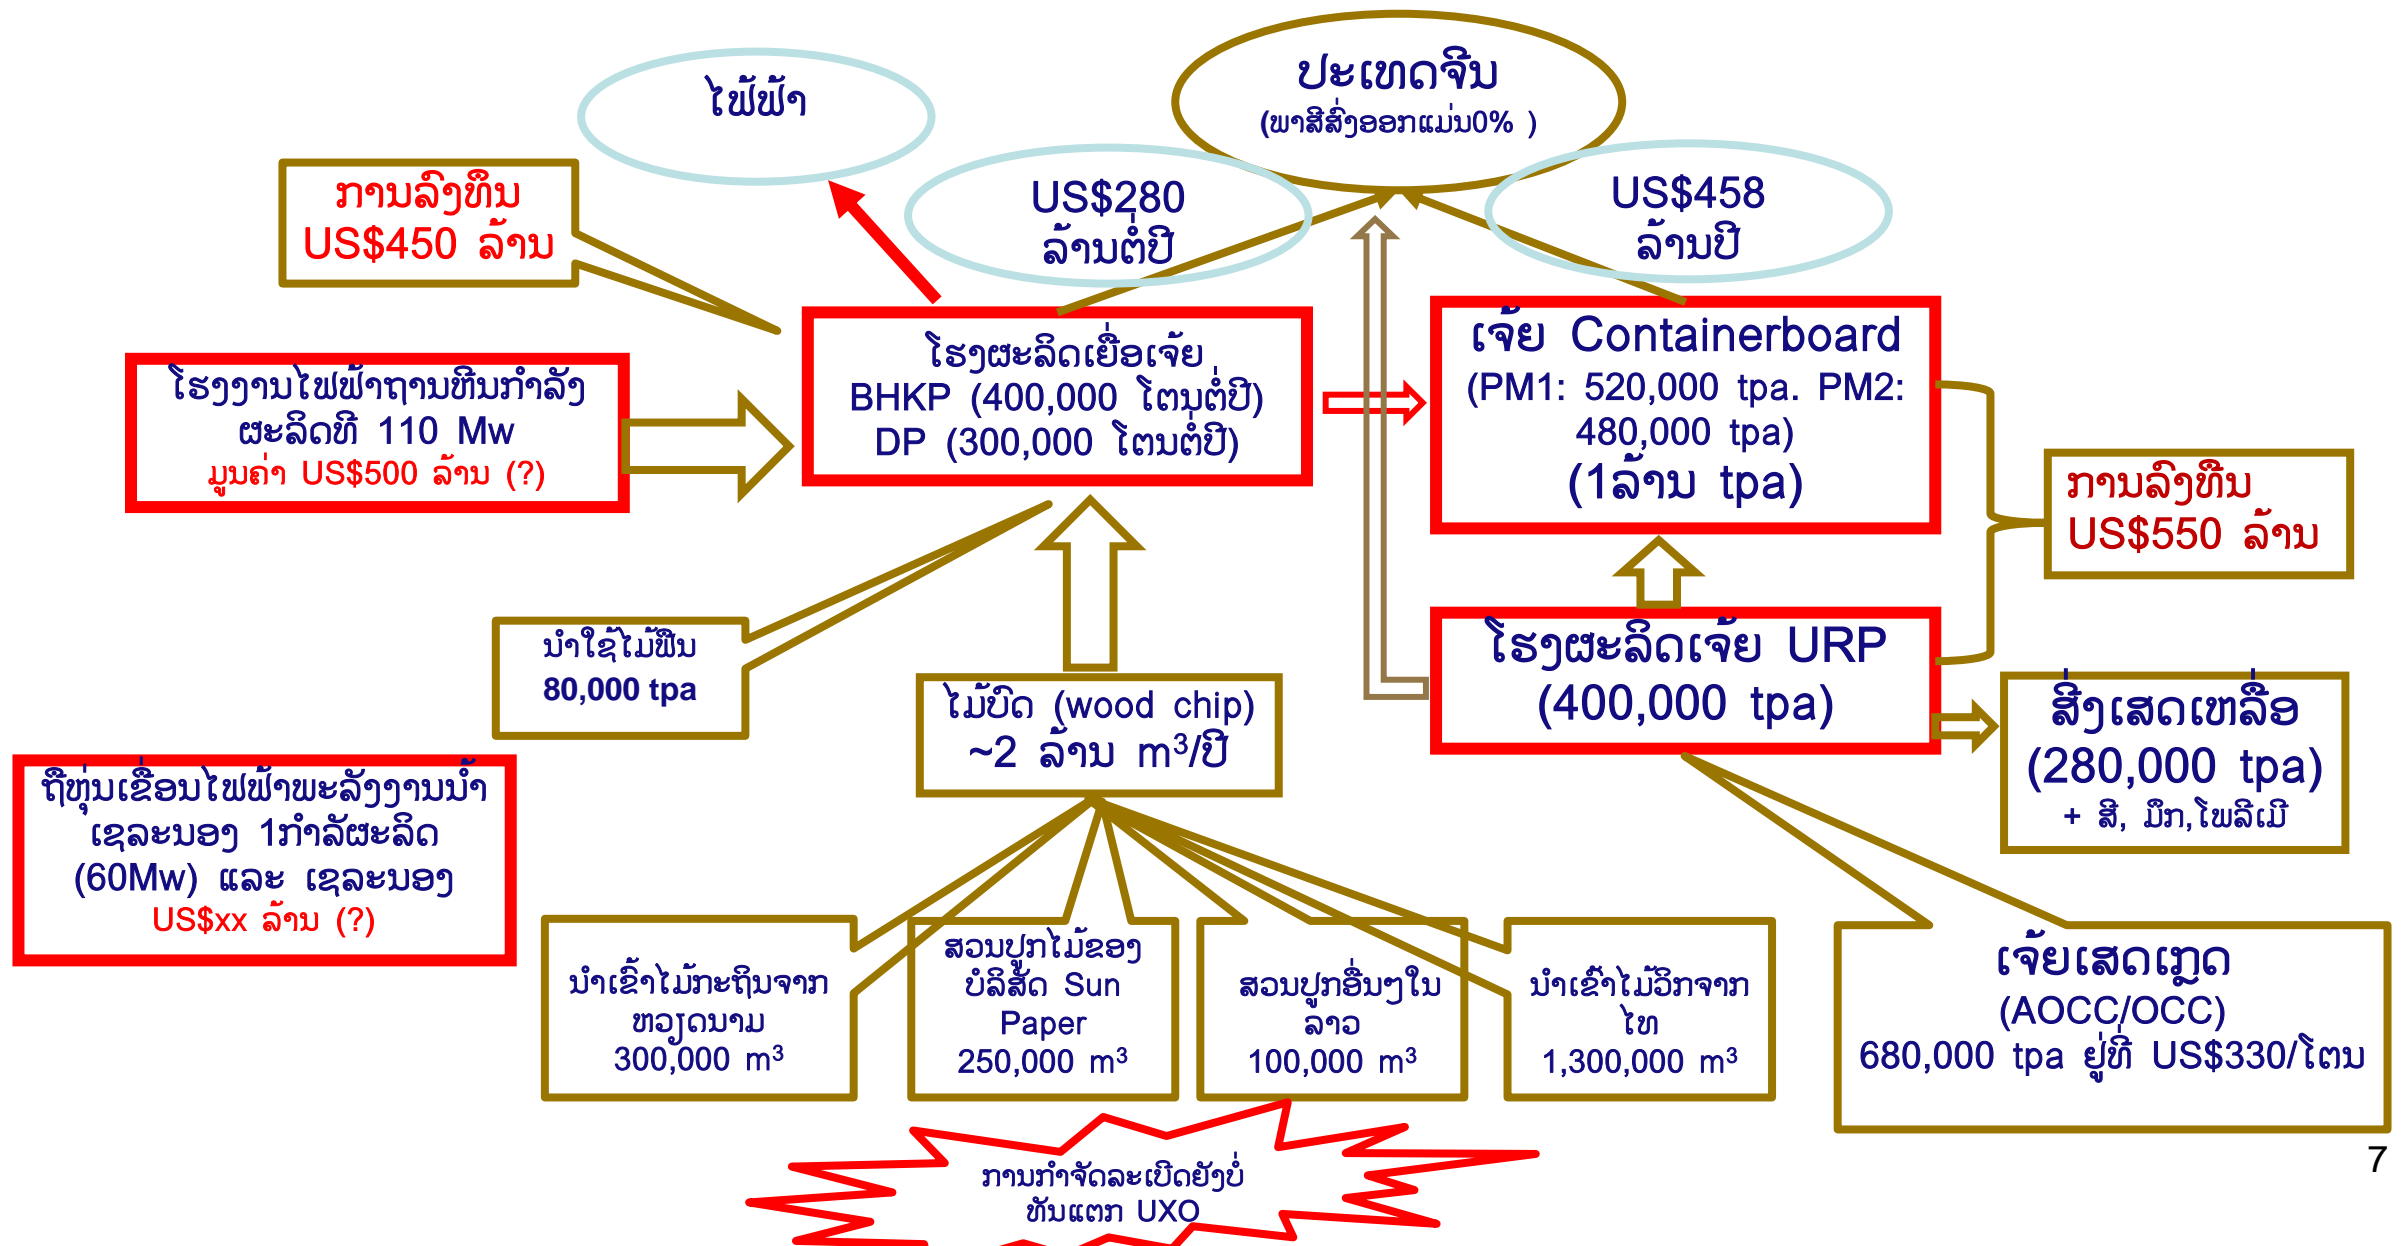 ໄຟ້ຟ້າ
ປະເທດຈີນ
(ພາສີສົ່ງອອກແມ່ນ0% )
ການລົງທຶນ
US$450 ລ້ານ
US$280
ລ້ານຕໍ່ປີ
US$458
ລ້ານປີ
ໂຮງງານໄຟຟ້າຖານຫີນກຳລັງ
ຜະລິດທີ 110 Mw
ມູນຄ່າ US$500 ລ້ານ (?)
ໂຮງຜະລິດເຍື່ອເຈ້ຍ
BHKP (400,000 ໂຕນຕໍ່ປີ)
DP (300,000 ໂຕນຕໍ່ປີ)
ເຈ້ຍ Containerboard
(PM1: 520,000 tpa. PM2:
480,000 tpa)
(1ລ້ານ tpa)
ການລົງທຶນ
US$550 ລ້ານ
ນຳໃຊ້ໄມ້ຟືນ
80,000 tpa
ໄມ້ບົດ (wood chip)
~2 ລ້ານ m³/ປີ
ໂຮງຜະລິດເຈ້ຍ URP
(400,000 tpa)
ສິ່ງເສດເຫລືອ
(280,000 tpa)
+ ສີ, ມຶກ,ໂພລີເມີ
ຖືຫຸ່ນເຂື່ອນໄຟຟ້າພະລັງງານນ້ຳ
ເຊລະນອງ 1ກຳລັຜະລິດ
(60Mw) ແລະ ເຊລະນອງ
US$xx ລ້ານ (?)
ນຳເຂົ້າໄມ້ກະຖິນຈາກ
ຫວຽດນາມ
300,000 m³
ສວນປູກໄມ້ຂອງ
ບໍລິສັດ Sun
Paper
250,000 m³
ສວນປູກອື່ນໆໃນ
ລາວ
100,000 m³
ນຳເຂົ້າໄມ້ວິກຈາກ
ໄທ
1,300,000 m³
ເຈ້ຍເສດເກຼດ
(AOCC/OCC)
680,000 tpa ຢູ່ທີ່ US$330/ໂຕນ
ການກຳຈັດລະເບີດຍັງບໍ່
ທັນແຕກ UXO
7